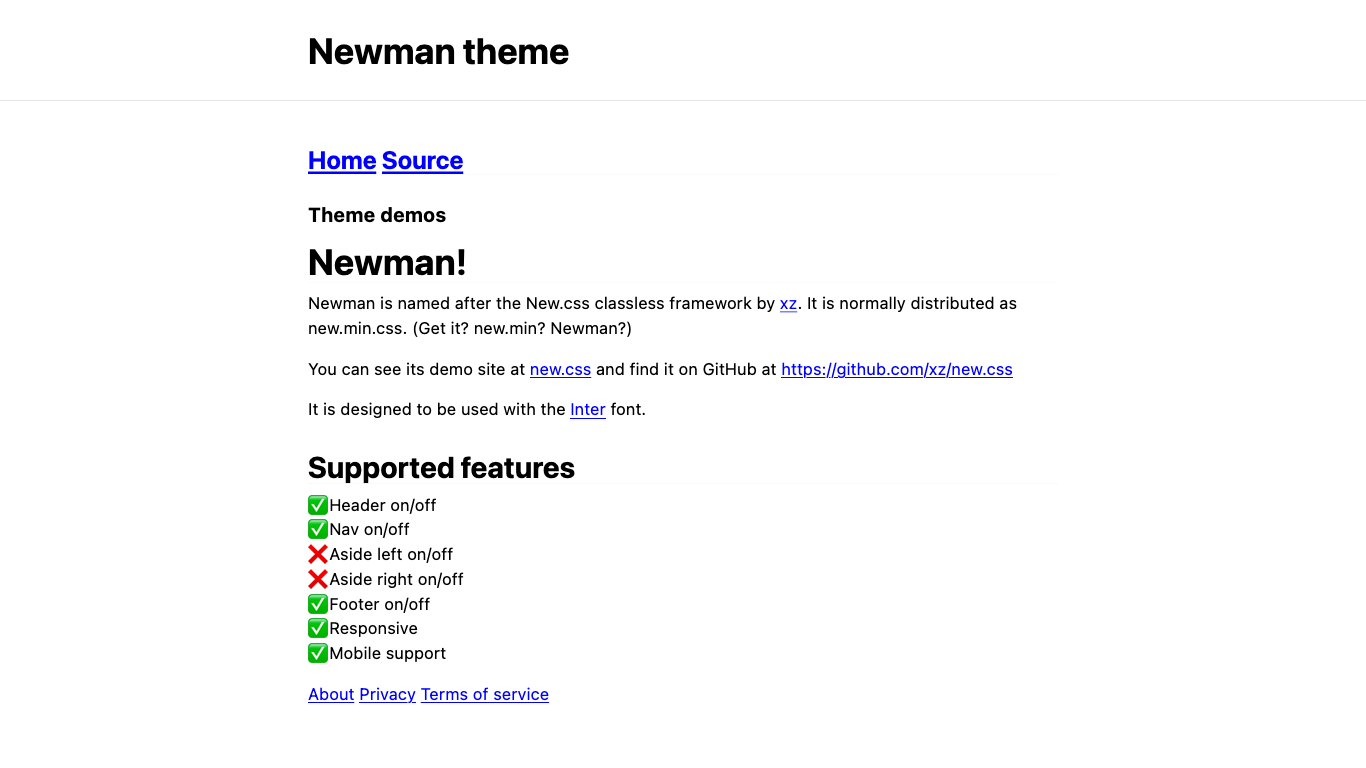 Newman theme
Home Source
Theme demos
Newman!
Newman is named after the New.css classless framework by xz. It is normally distributed as
new.min.css. (Get it? new.min? Newman?)
You can see its demo site at new.css and find it on GitHub at https://github.com/xz/new.css
It is designed to be used with the Inter font.
Supported features
✅Header on/off
✅Nav on/off
❌Aside left on/off
❌Aside right on/off
✅Footer on/off
✅Responsive
✅Mobile support
About Privacy Terms of service